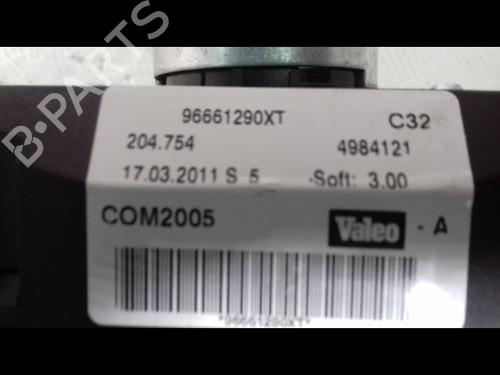 B-PARTS
96661290XT C32
204.754 4984121
17.03.2011 S 5 -Soft: 3.00
COM2005 Valeo - A
*96661290XT*